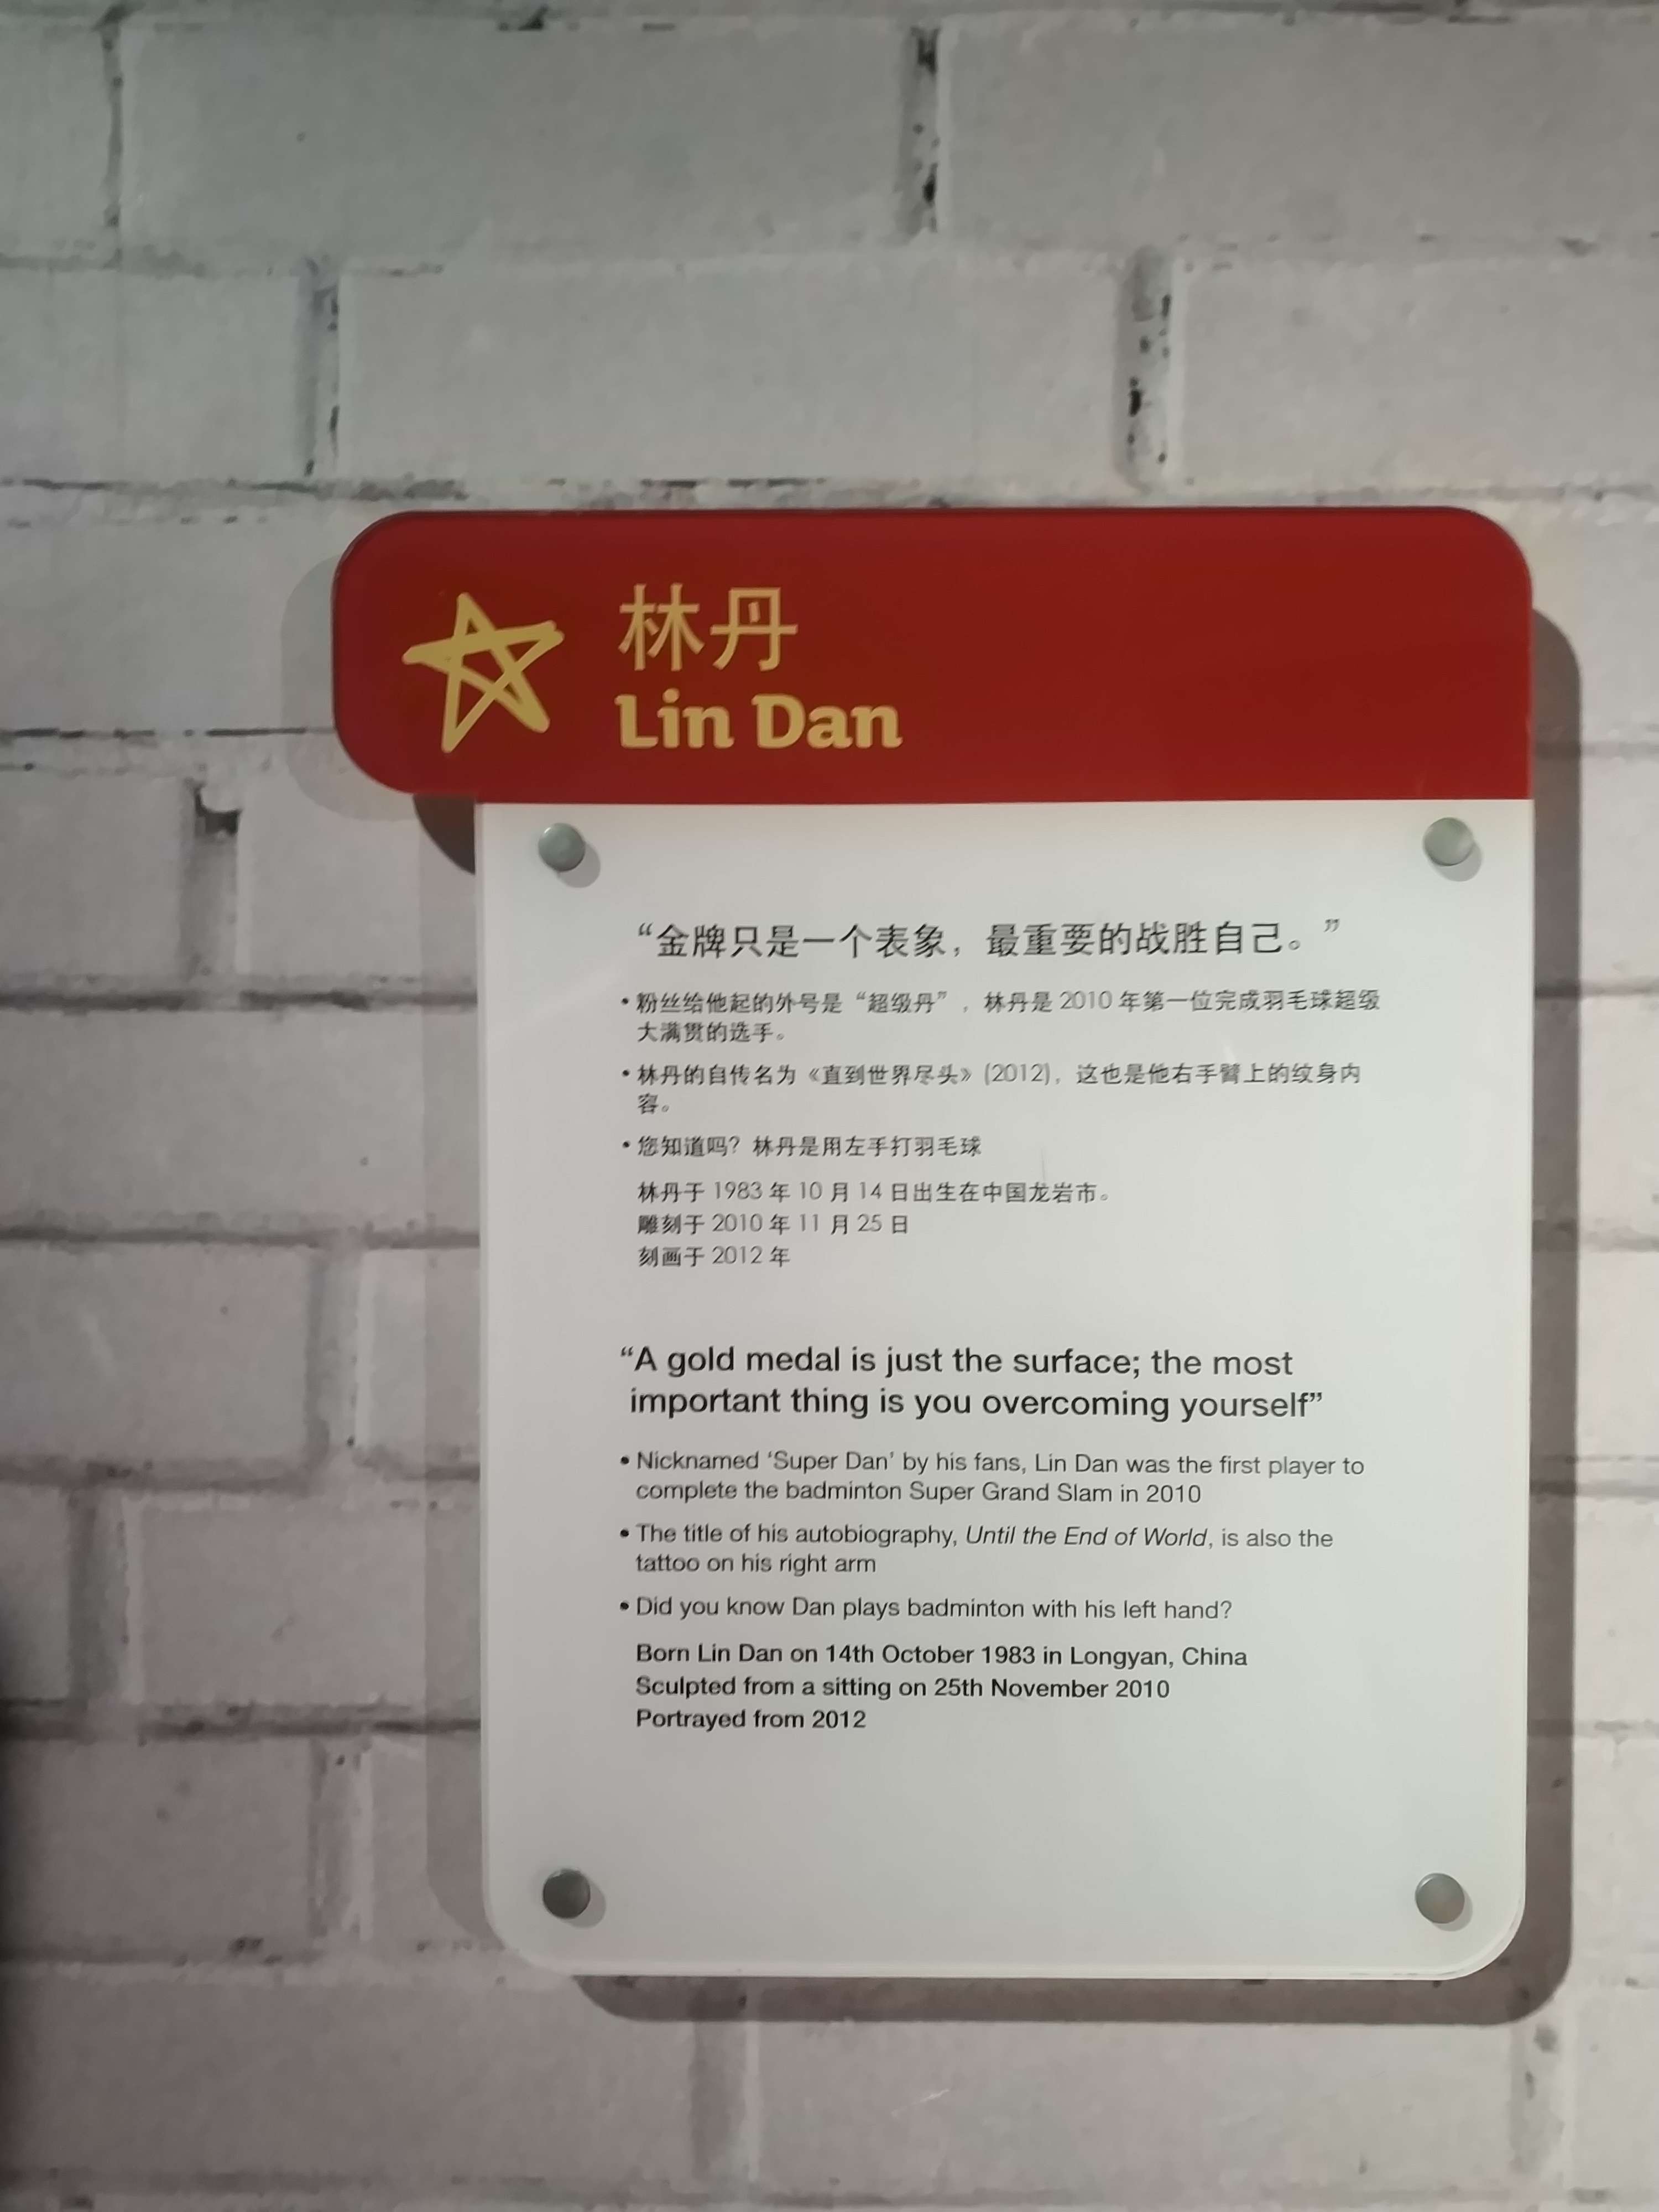 林丹
Lin Dan
“金牌只是一个表象，最重要的战胜自己。”
• 粉丝给他起的外号是“超级丹”，林丹是 2010 年第一位完成羽毛球超级
大满贯的选手。
• 林丹的自传名为《直到世界尽头》(2012)，这也是他右手臂上的纹身内
容。
• 您知道吗？林丹是用左手打羽毛球
林丹于 1983 年 10 月 14 日出生在中国龙岩市。
雕刻于 2010 年 11 月 25 日
刻画于 2012 年
“A gold medal is just the surface; the most
important thing is you overcoming yourself”
• Nicknamed ‘Super Dan’ by his fans, Lin Dan was the first player to
complete the badminton Super Grand Slam in 2010
• The title of his autobiography, Until the End of World, is also the
tattoo on his right arm
• Did you know Dan plays badminton with his left hand?
Born Lin Dan on 14th October 1983 in Longyan, China
Sculpted from a sitting on 25th November 2010
Portrayed from 2012